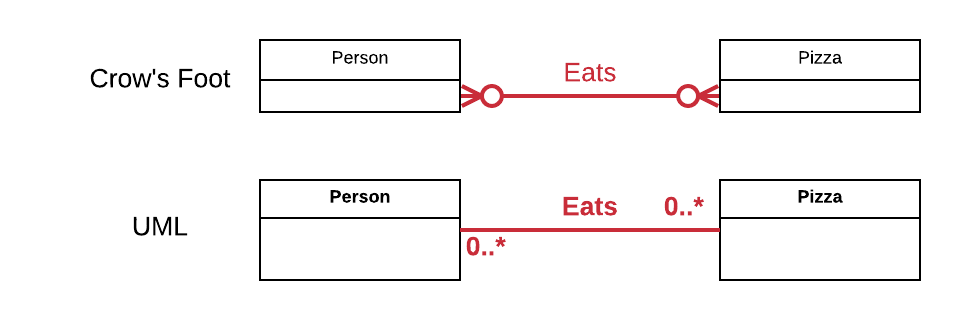 Crow's Foot
Person
Eats
Pizza
UML
Person
Eats
0..*
Pizza
0..*